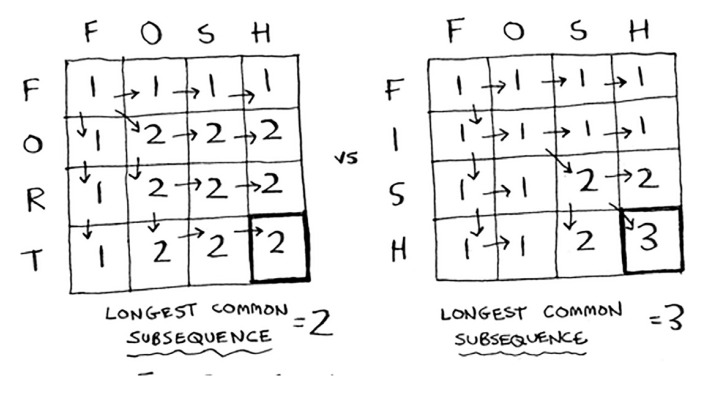 F O S H
F 1 1 1 1
O 1 2 2 2
R 1 2 2 2
T 1 2 2 2
LONGEST COMMON
SUBSEQUENCE = 2
vs
F O S H
F 1 1 1 1
I 1 1 1 1
S 1 1 2 2
H 1 1 2 3
LONGEST COMMON
SUBSEQUENCE = 3